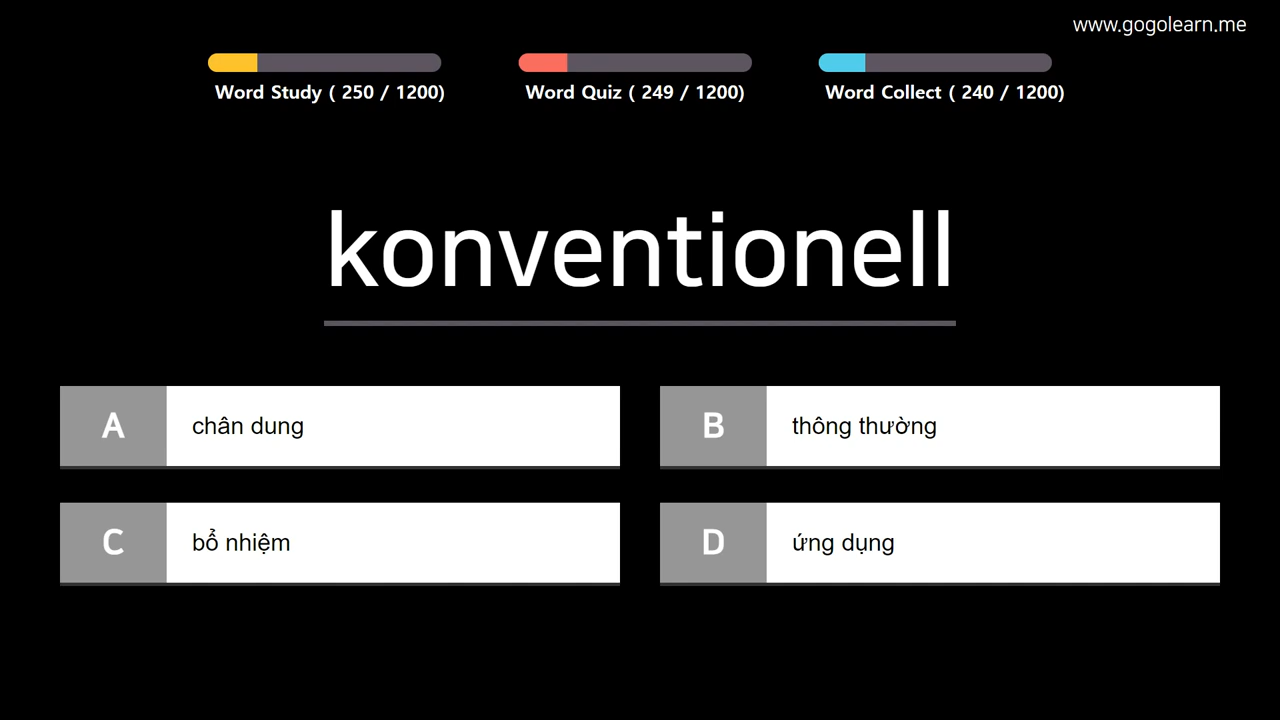 www.gogolearn.me
Word Study ( 250 / 1200)
Word Quiz ( 249 / 1200)
Word Collect ( 240 / 1200)
konventionell
A chân dung
B thông thường
C bổ nhiệm
D ứng dụng